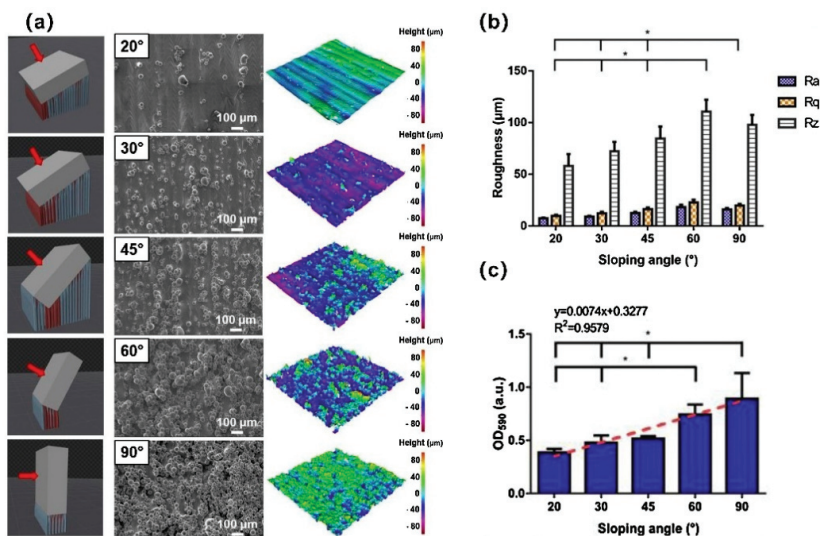 (a)
20°
100 µm
Height (µm)
80
40
0
- 40
- 80
30°
100 µm
Height (µm)
80
40
0
- 40
- 80
45°
100 µm
Height (µm)
80
40
0
- 40
- 80
60°
100 µm
Height (µm)
80
40
0
- 40
- 80
90°
100 µm
Height (µm)
80
40
0
- 40
- 80
(b)
*
*
Roughness (µm)
150
100
50
0
20 30 45 60 90
Sloping angle (°)
Ra
Rq
Rz
(c)
y=0.0074x+0.3277
R²=0.9579
*
*
OD590 (a.u.)
1.5
1.0
0.5
0.0
20 30 45 60 90
Sloping angle (°)